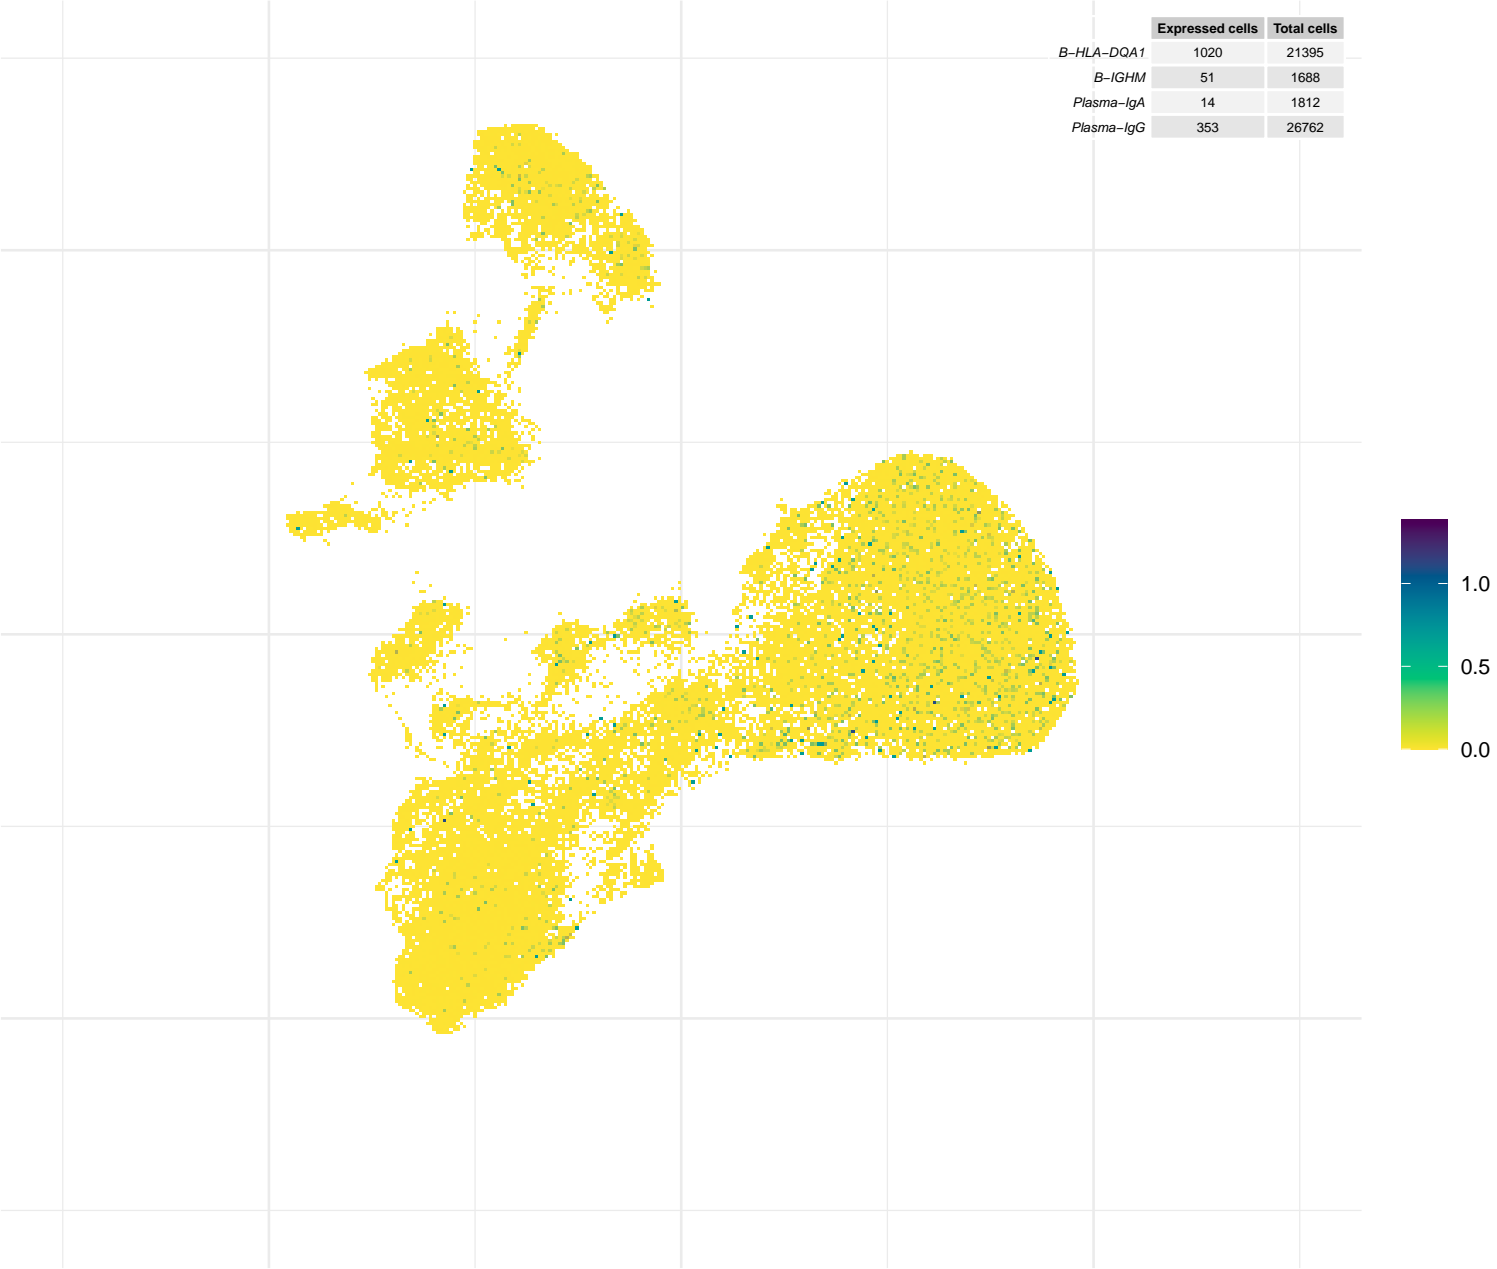 Expressed cells Total cells
B−HLA−DQA1 1020 21395
B−IGHM 51 1688
Plasma−IgA 14 1812
Plasma−IgG 353 26762
1.0
0.5
0.0